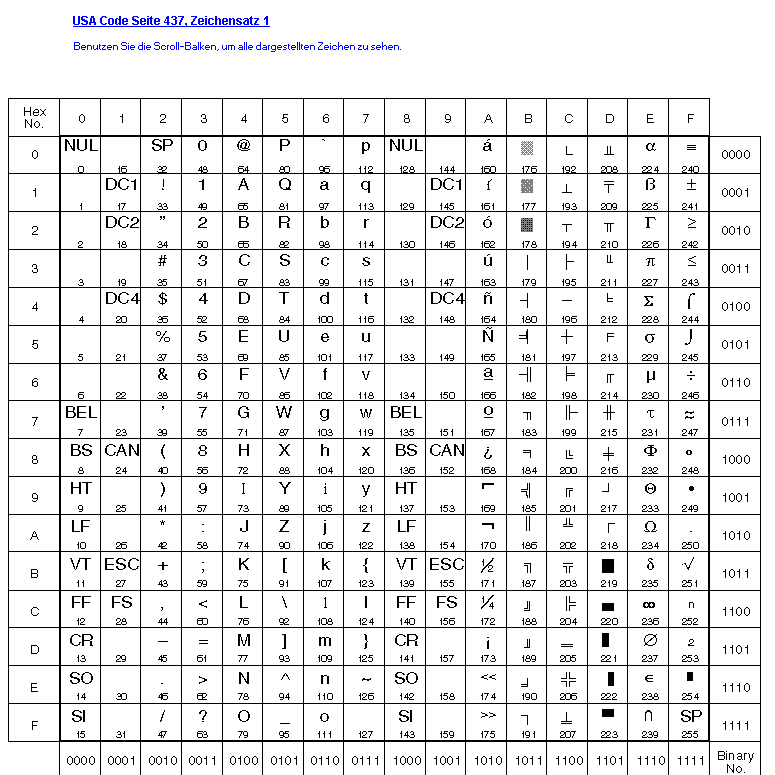 USA Code Seite 437, Zeichensatz 1
Benutzen Sie die Scroll-Balken, um alle dargestellten Zeichen zu sehen.
Hex No. 0 1 2 3 4 5 6 7 8 9 A B C D E F
0 NUL SP 0 @ P ` p NUL á ░ └ ╨ α ≡ 0000
0 16 32 48 64 80 96 112 128 144 160 176 192 208 224 240
1 DC1 ! 1 A Q a q DC1 í ▒ ┴ ╤ ß ± 0001
1 17 33 49 65 81 97 113 129 145 161 177 193 209 225 241
2 DC2 " 2 B R b r DC2 ó ▓ ┬ ╥ Γ ≥ 0010
2 18 34 50 66 82 98 114 130 146 162 178 194 210 226 242
3 # 3 C S c s ú │ ├ ╙ π ≤ 0011
3 19 35 51 67 83 99 115 131 147 163 179 195 211 227 243
4 DC4 $ 4 D T d t DC4 ñ ┤ ─ ╘ Σ ⌠ 0100
4 20 36 52 68 84 100 116 132 148 164 180 196 212 228 244
5 % 5 E U e u Ñ ╡ ┼ ╒ σ ⌡ 0101
5 21 37 53 69 85 101 117 133 149 165 181 197 213 229 245
6 & 6 F V f v ª ╢ ╞ ╓ µ ÷ 0110
6 22 38 54 70 86 102 118 134 150 166 182 198 214 230 246
7 BEL ' 7 G W g w BEL º ╖ ╟ ╫ τ ≈ 0111
7 23 39 55 71 87 103 119 135 151 167 183 199 215 231 247
8 BS CAN ( 8 H X h x BS CAN ¿ ╕ ╚ ╪ Φ ° 1000
8 24 40 56 72 88 104 120 136 152 168 184 200 216 232 248
9 HT ) 9 I Y i y HT ⌐ ╣ ╔ ┘ Θ • 1001
9 25 41 57 73 89 105 121 137 153 169 185 201 217 233 249
A LF * : J Z j z LF ¬ ║ ╩ ┌ Ω · 1010
10 26 42 58 74 90 106 122 138 154 170 186 202 218 234 250
B VT ESC + ; K [ k { VT ESC ½ ╗ ╦ █ δ √ 1011
11 27 43 59 75 91 107 123 139 155 171 187 203 219 235 251
C FF FS , < L \ l | FF FS ¼ ╝ ╠ ▄ ∞ ⁿ 1100
12 28 44 60 76 92 108 124 140 156 172 188 204 220 236 252
D CR – = M ] m } CR ¡ ╜ ═ ▌ ∅ ² 1101
13 29 45 61 77 93 109 125 141 157 173 189 205 221 237 253
E SO . > N ^ n ~ SO << ╛ ╬ ▐ ∈ ■ 1110
14 30 46 62 78 94 110 126 142 158 174 190 206 222 238 254
F SI / ? O _ o SI >> ┐ ╧ ▀ ∩ SP 1111
15 31 47 63 79 95 111 127 143 159 175 191 207 223 239 255
0000 0001 0010 0011 0100 0101 0110 0111 1000 1001 1010 1011 1100 1101 1110 1111 Binary No.